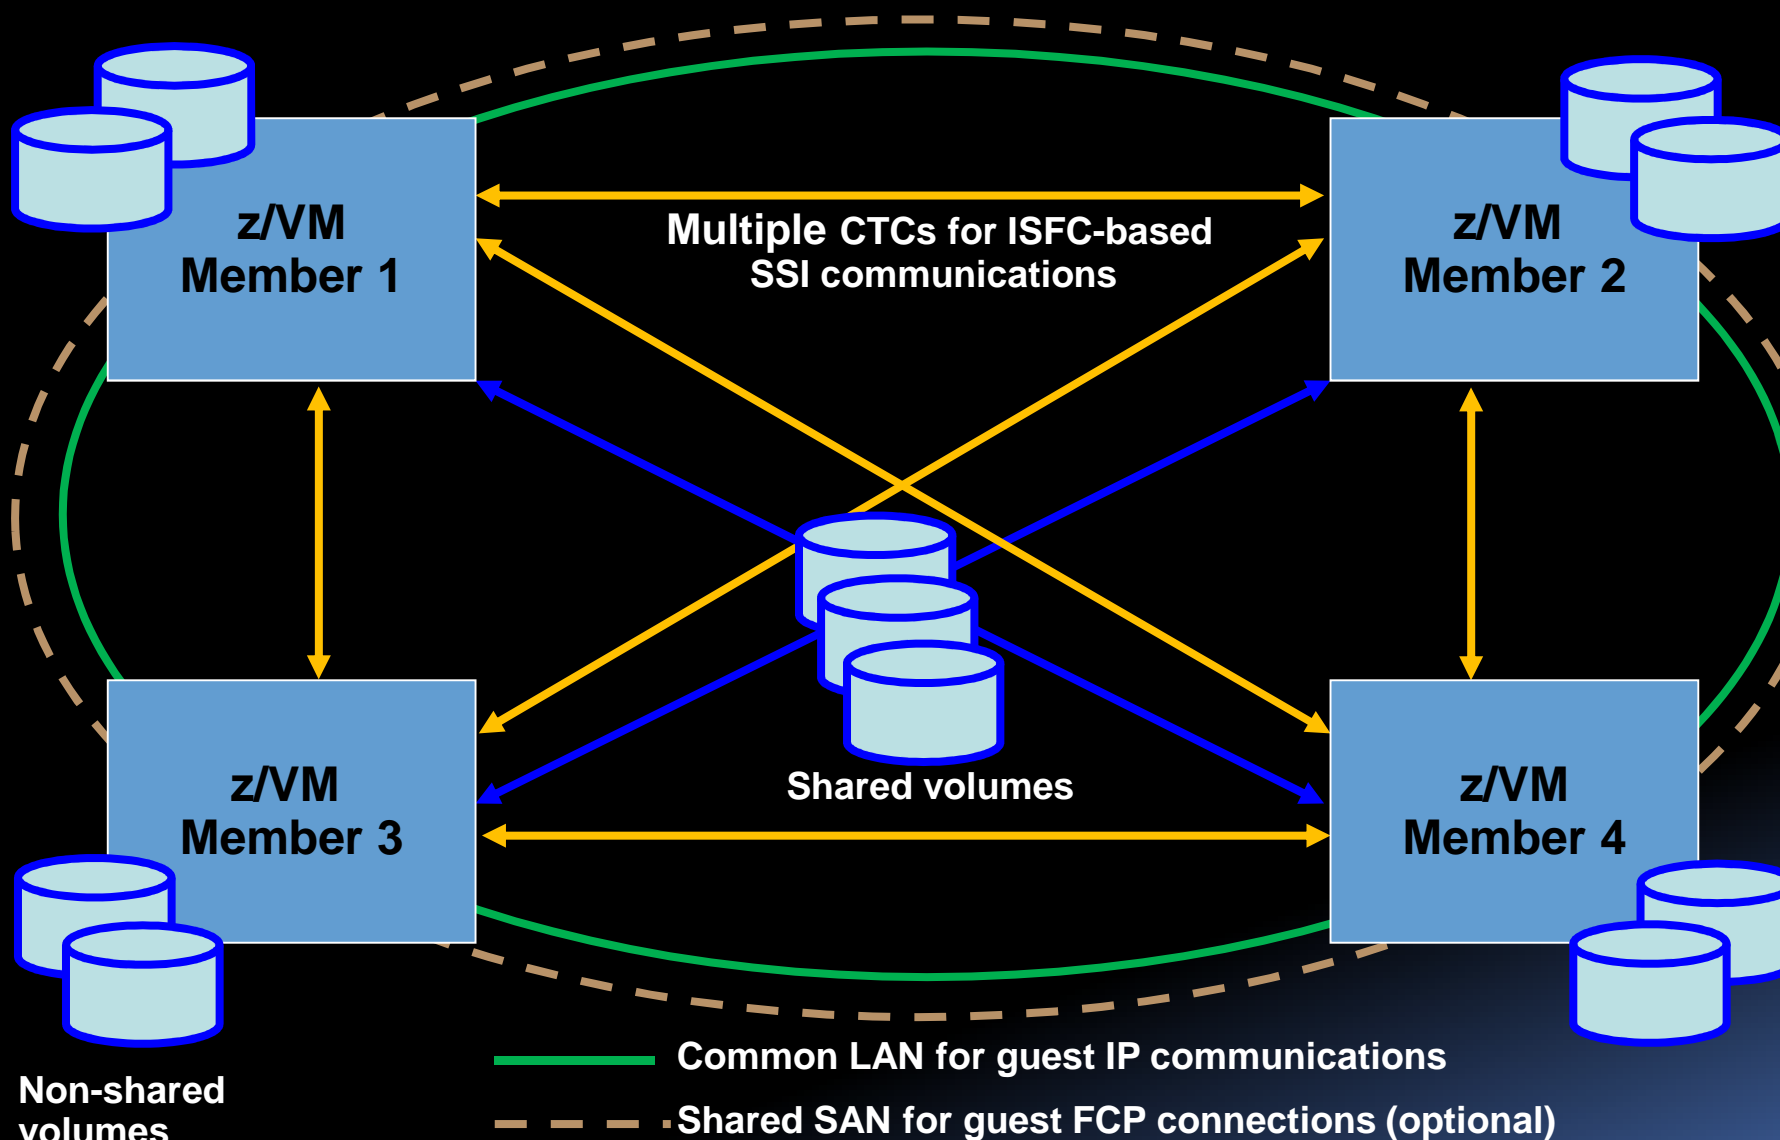 z/VM
Member 1
Multiple CTCs for ISFC-based
SSI communications
z/VM
Member 2
Shared volumes
z/VM
Member 3
z/VM
Member 4
Non-shared
volumes
Common LAN for guest IP communications
Shared SAN for guest FCP connections (optional)